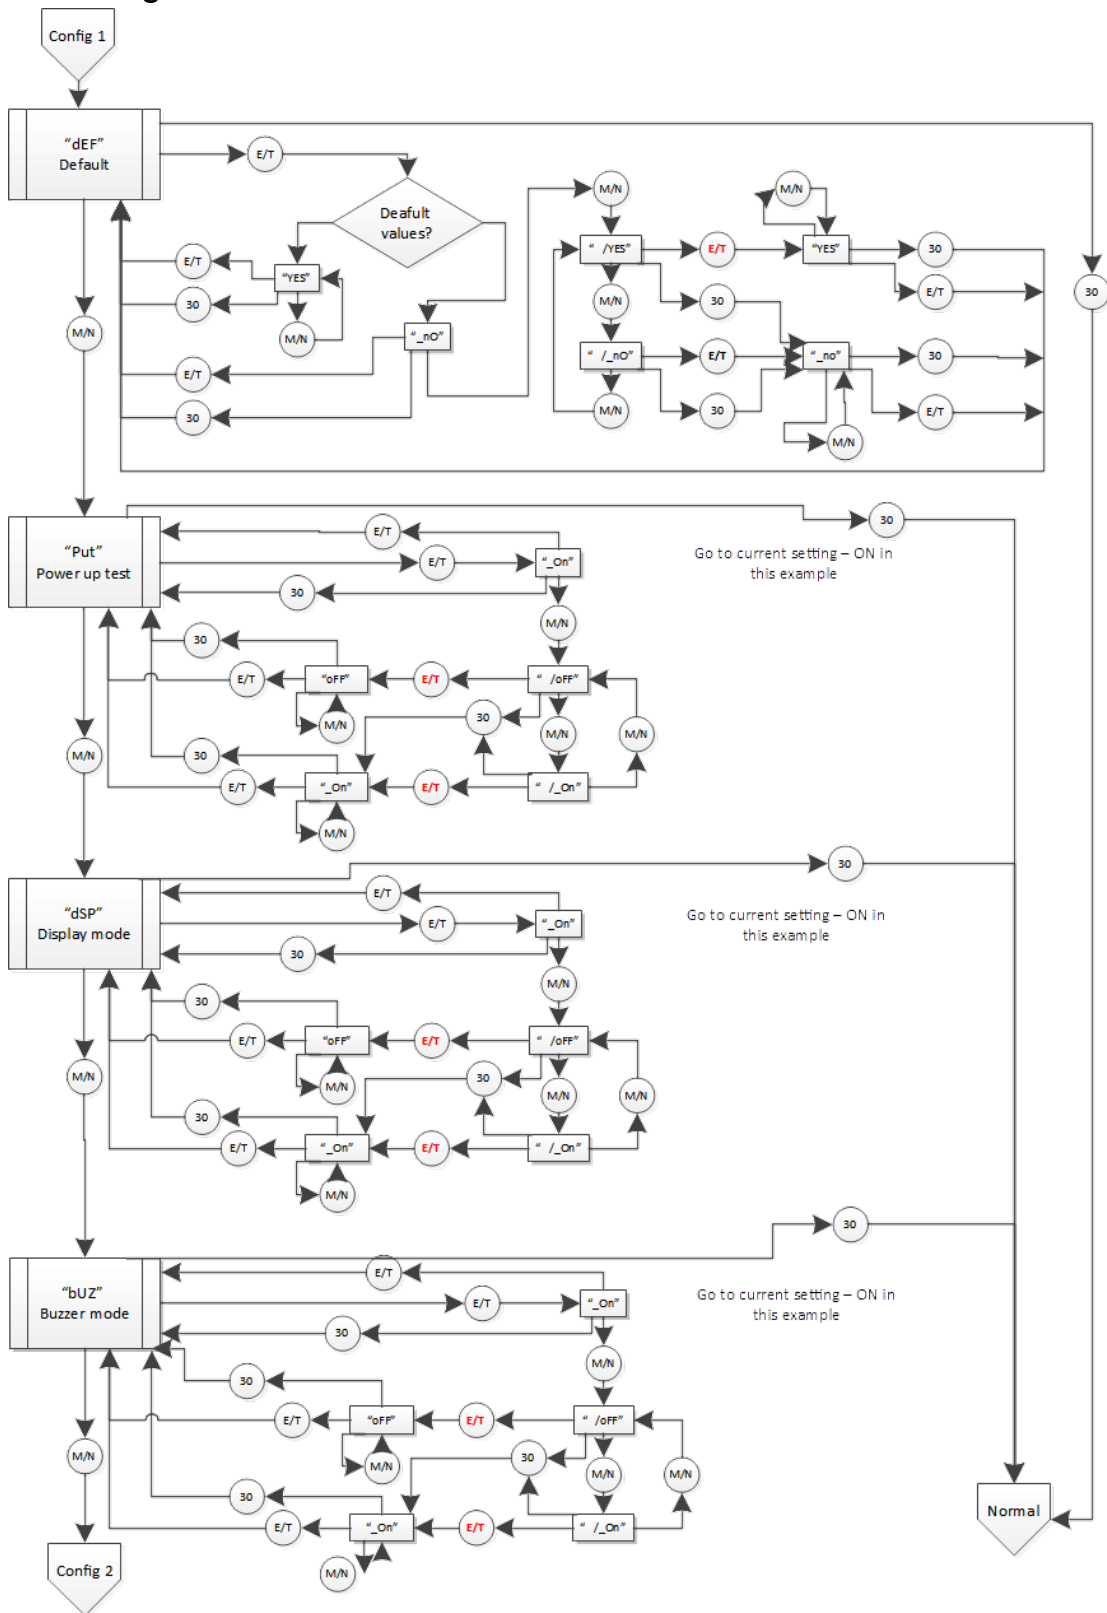 Config 1
"dEF"
Default
E/T
M/N
M/N
Deafult
values?
" /YES"
E/T
"YES"
30
E/T
"YES"
30
M/N
30
E/T
30
M/N
M/N
"_nO"
" /_nO"
E/T
"_no"
30
E/T
30
M/N
30
E/T
M/N
"Put"
Power up test
30
E/T
E/T
"_On"
Go to current setting – ON in
this example
30
M/N
30
E/T
"oFF"
E/T
" /oFF"
M/N
30
M/N
M/N
M/N
30
E/T
"_On"
E/T
" /_On"
M/N
"dSP"
Display mode
30
E/T
E/T
"_On"
Go to current setting – ON in
this example
30
M/N
30
E/T
"oFF"
E/T
" /oFF"
M/N
30
M/N
M/N
M/N
30
E/T
"_On"
E/T
" /_On"
M/N
"bUZ"
Buzzer mode
30
E/T
E/T
"_On"
Go to current setting – ON in
this example
30
M/N
30
E/T
"oFF"
E/T
" /oFF"
M/N
M/N
30
M/N
M/N
30
E/T
"_On"
E/T
" /_On"
M/N
Normal
Config 2